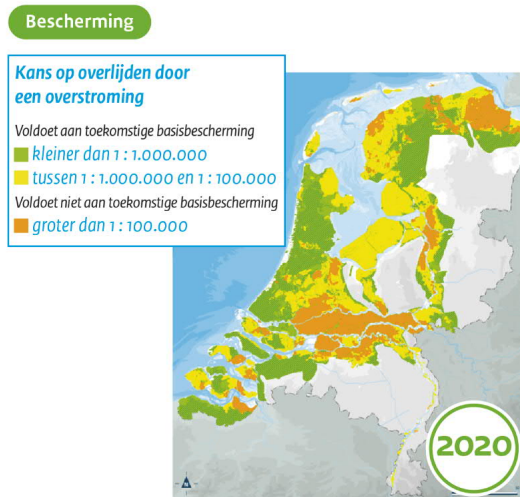 Bescherming
Kans op overlijden door
een overstroming
Voldoet aan toekomstige basisbescherming
kleiner dan 1 : 1.000.000
tussen 1 : 1.000.000 en 1 : 100.000
Voldoet niet aan toekomstige basisbescherming
groter dan 1 : 100.000
2020